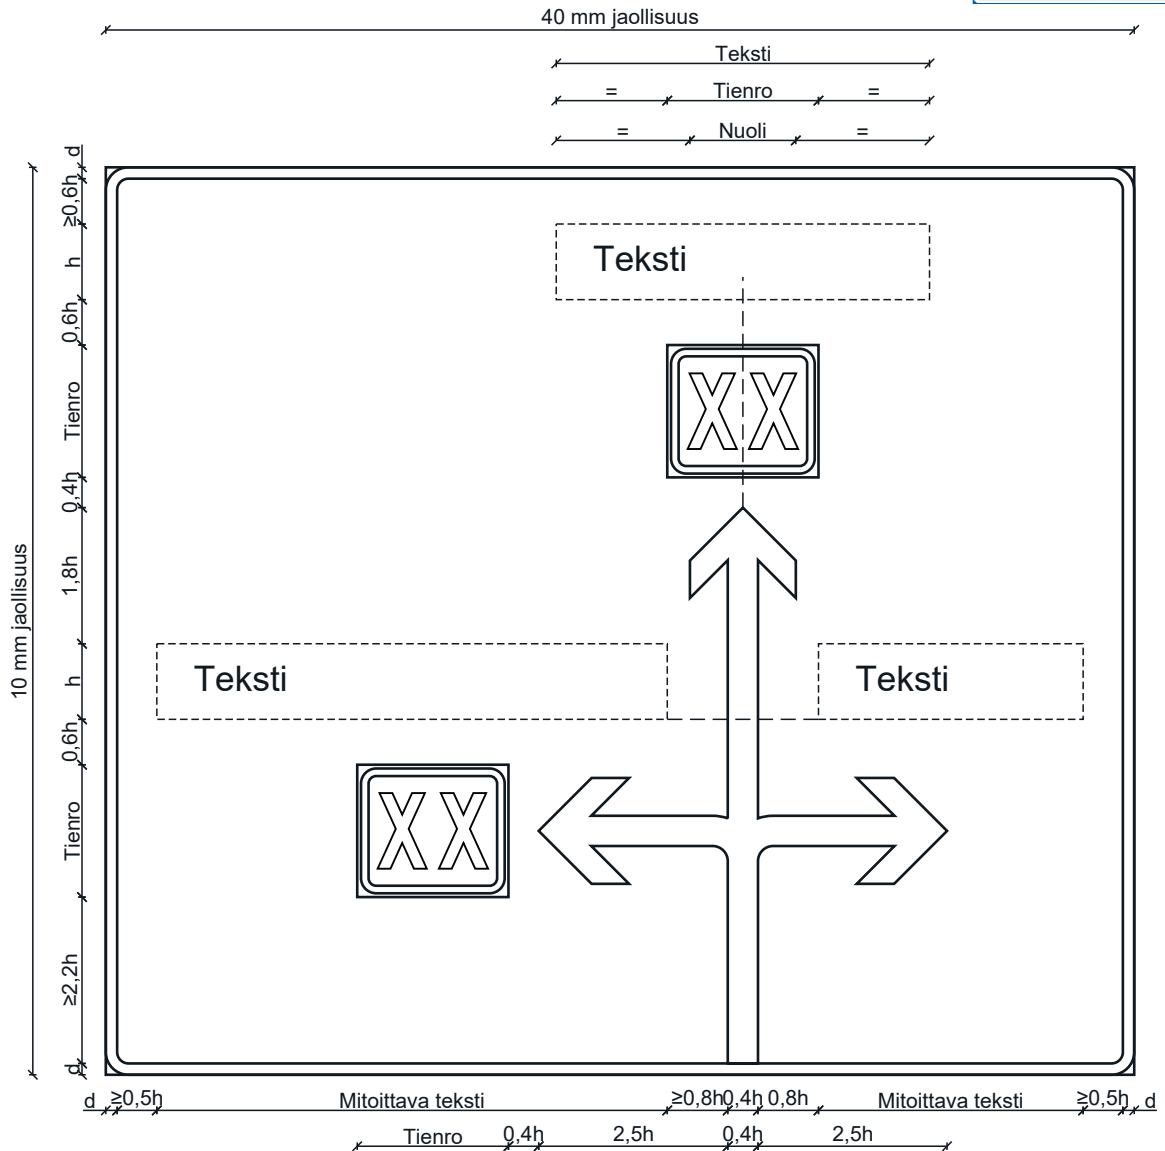 40 mm jaollisuus
Teksti
= Tienro =
= Nuoli =
d
≥0,6h
h
0,6h
Tienro
0,4h
1,8h
h
0,6h
Tienro
≥2,2h
d
10 mm jaollisuus
Teksti
XX
Teksti
Teksti
XX
d ≥0,5h Mitoittava teksti ≥0,8h 0,4h 0,8h Mitoittava teksti ≥0,5h d
Tienro 0,4h 2,5h 0,4h 2,5h